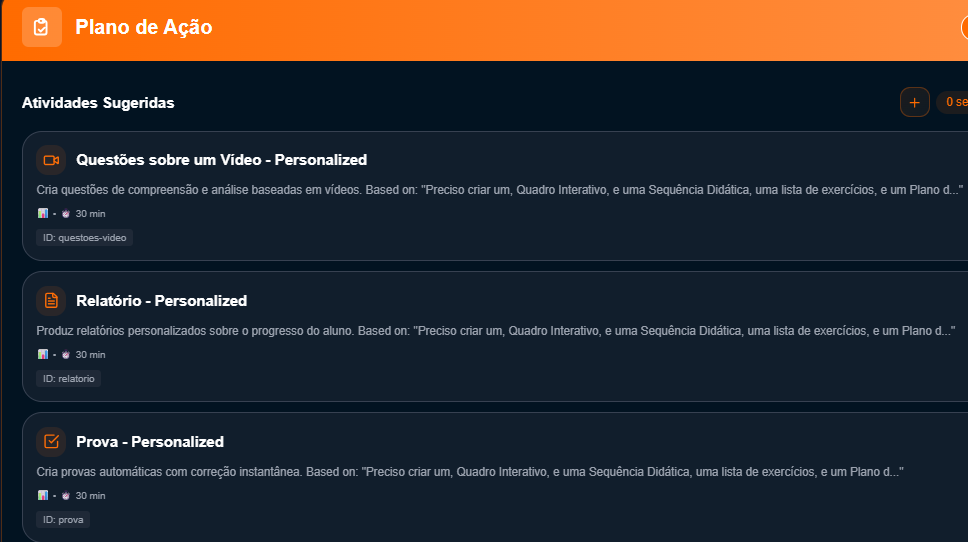 Plano de Ação
Atividades Sugeridas
+ 0 se
Questões sobre um Vídeo - Personalized
Cria questões de compreensão e análise baseadas em vídeos. Based on: "Preciso criar um, Quadro Interativo, e uma Sequência Didática, uma lista de exercícios, e um Plano d..."
• 30 min
ID: questoes-video
Relatório - Personalized
Produz relatórios personalizados sobre o progresso do aluno. Based on: "Preciso criar um, Quadro Interativo, e uma Sequência Didática, uma lista de exercícios, e um Plano d..."
• 30 min
ID: relatorio
Prova - Personalized
Cria provas automáticas com correção instantânea. Based on: "Preciso criar um, Quadro Interativo, e uma Sequência Didática, uma lista de exercícios, e um Plano d..."
• 30 min
ID: prova